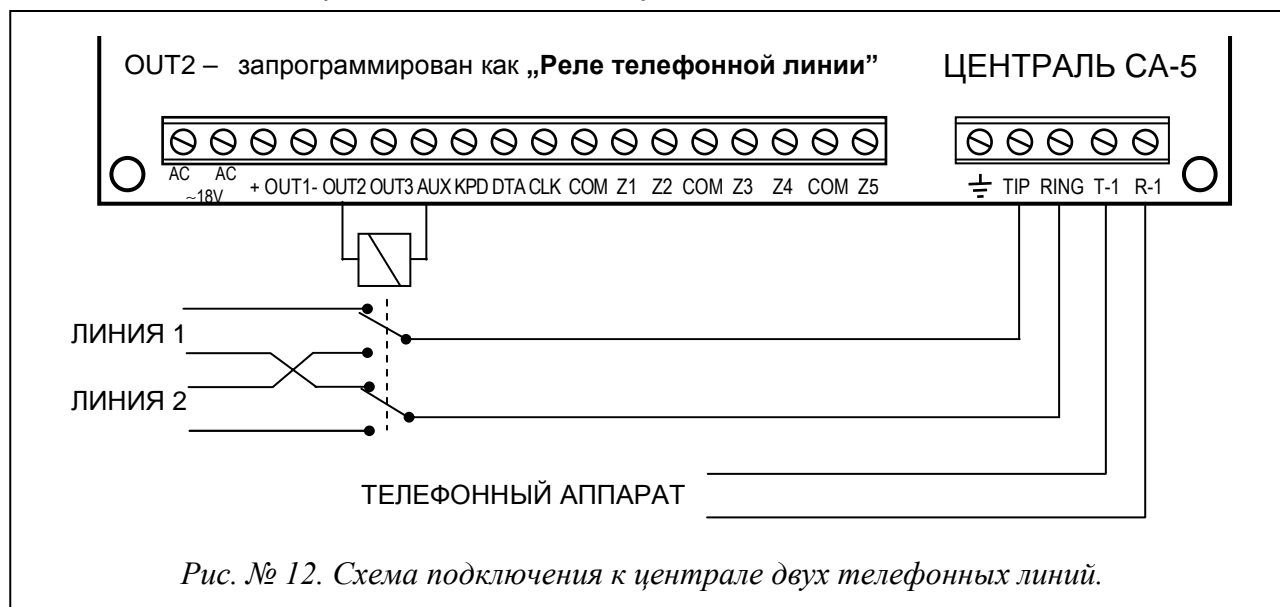 OUT2 – запрограммирован как „Реле телефонной линии”
ЦЕНТРАЛЬ CA-5
AC AC + OUT1- OUT2 OUT3 AUX KPD DTA CLK COM Z1 Z2 COM Z3 Z4 COM Z5
~18V
TIP RING T-1 R-1
ЛИНИЯ 1
ЛИНИЯ 2
ТЕЛЕФОННЫЙ АППАРАТ
Рис. № 12. Схема подключения к централе двух телефонных линий.